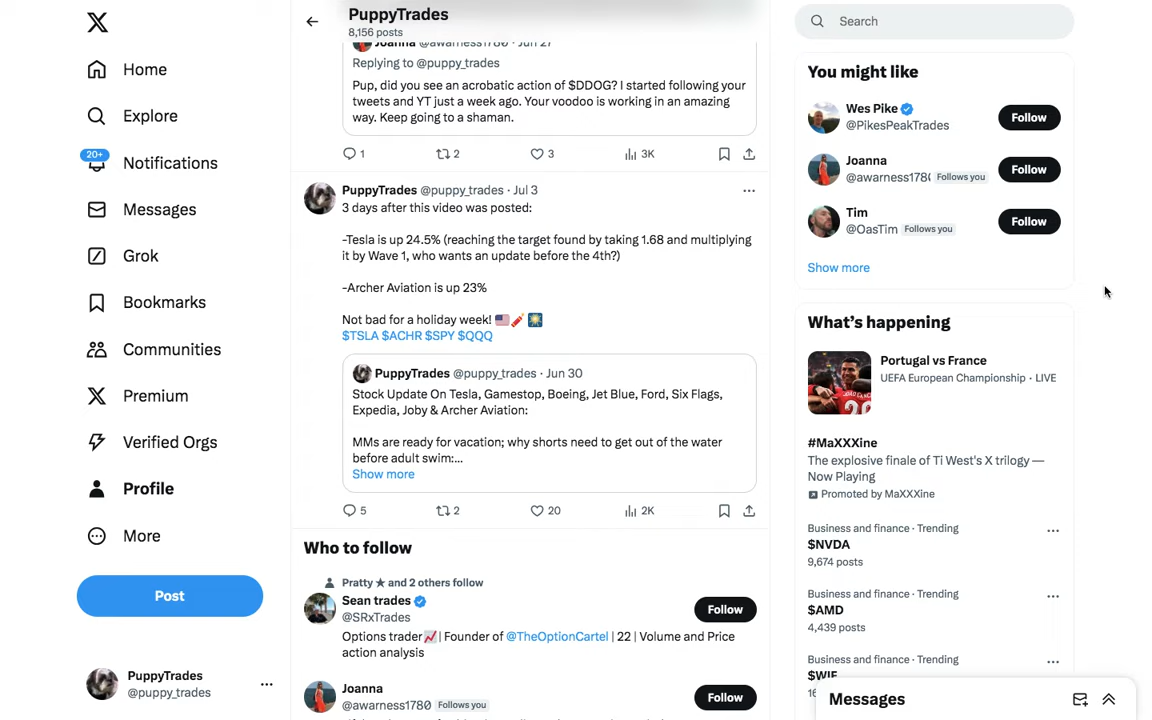 PuppyTrades
8,156 posts
Home
Explore
20+
Notifications
Messages
Grok
Bookmarks
Communities
Premium
Verified Orgs
Profile
More
Post
PuppyTrades
@puppy_trades
Joanna @awarness1780 · Jun 27
Replying to @puppy_trades
Pup, did you see an acrobatic action of $DDOG? I started following your
tweets and YT just a week ago. Your voodoo is working in an amazing
way. Keep going to a shaman.
1 2 3 3K
PuppyTrades @puppy_trades · Jul 3
3 days after this video was posted:
-Tesla is up 24.5% (reaching the target found by taking 1.68 and multiplying
it by Wave 1, who wants an update before the 4th?)
-Archer Aviation is up 23%
Not bad for a holiday week! 🇺🇸🧨🎆
$TSLA $ACHR $SPY $QQQ
PuppyTrades @puppy_trades · Jun 30
Stock Update On Tesla, Gamestop, Boeing, Jet Blue, Ford, Six Flags,
Expedia, Joby & Archer Aviation:
MMs are ready for vacation; why shorts need to get out of the water
before adult swim:...
Show more
5 2 20 2K
Who to follow
Pratty ★ and 2 others follow
Sean trades
@SRxTrades
Follow
Options trader📈| Founder of @TheOptionCartel | 22 | Volume and Price
action analysis
Joanna
@awarness1780 Follows you
Follow
Search
You might like
Wes Pike
@PikesPeakTrades
Follow
Joanna
@awarness178( Follows you
Follow
Tim
@OasTim Follows you
Follow
Show more
What's happening
Portugal vs France
UEFA European Championship · LIVE
#MaXXXine
The explosive finale of Ti West's X trilogy —
Now Playing
Promoted by MaXXXine
Business and finance · Trending
$NVDA
9,674 posts
Business and finance · Trending
$AMD
4,439 posts
Business and finance · Trending
$WIF
Messages